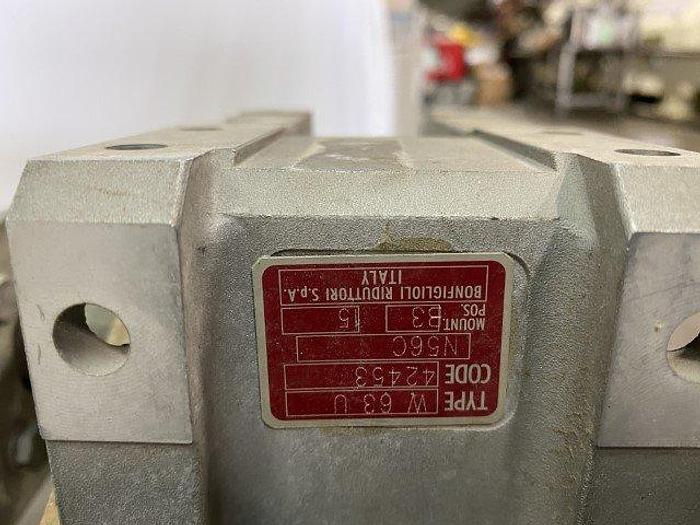 TYPE W 63 U
CODE 42453
N56C
MOUNT. POS. B3 15
BONFIGLIOLI RIDUTTORI S.p.A.
ITALY